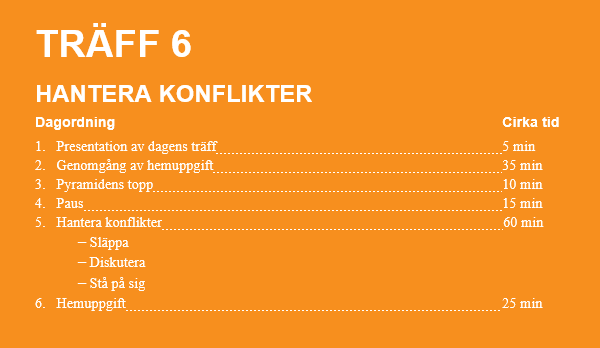 TRÄFF 6
HANTERA KONFLIKTER
Dagordning Cirka tid
1. Presentation av dagens träff 5 min
2. Genomgång av hemuppgift 35 min
3. Pyramidens topp 10 min
4. Paus 15 min
5. Hantera konflikter 60 min
– Släppa
– Diskutera
– Stå på sig
6. Hemuppgift 25 min